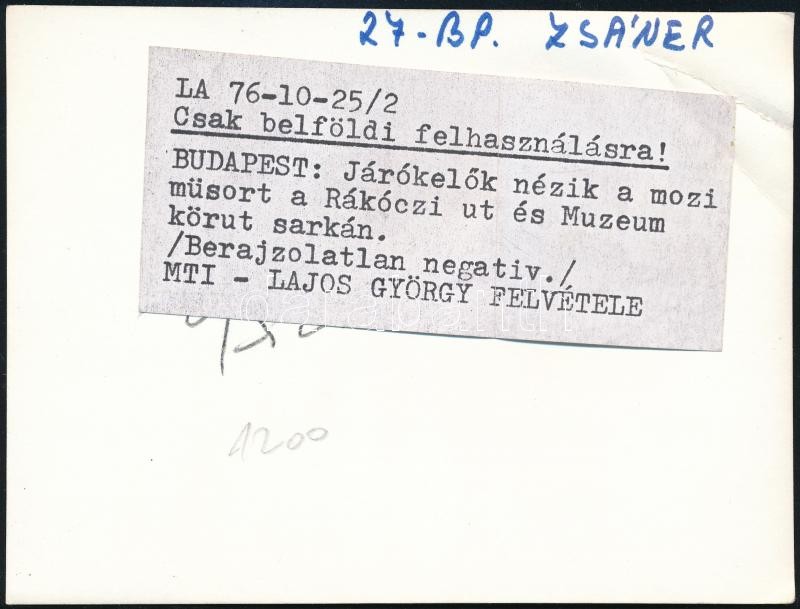 27-BP. ZSÁNER
LA 76-10-25/2
Csak belföldi felhasználásra!
BUDAPEST: Járókelők nézik a mozi
müsort a Rákóczi ut és Muzeum
körut sarkán.
/Berajzolatlan negativ./
MTI - LAJOS GYÖRGY FELVÉTELE
1200